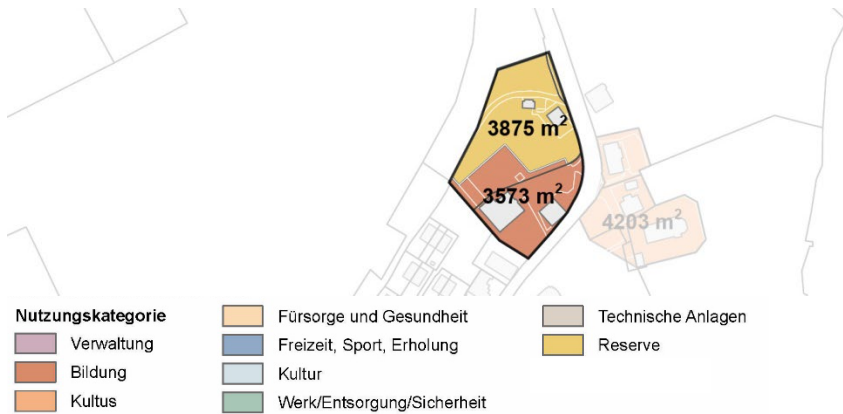 3875 m²
3573 m²
4203 m²
Nutzungskategorie
Verwaltung
Bildung
Kultus
Fürsorge und Gesundheit
Freizeit, Sport, Erholung
Kultur
Werk/Entsorgung/Sicherheit
Technische Anlagen
Reserve